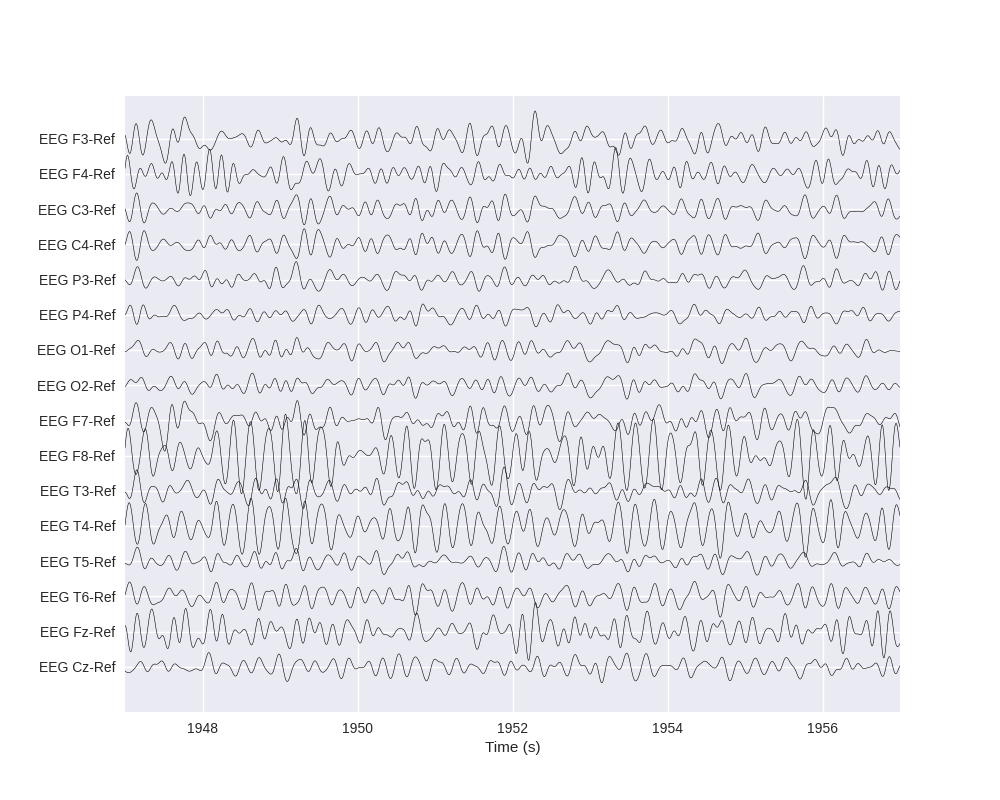 EEG F3-Ref
EEG F4-Ref
EEG C3-Ref
EEG C4-Ref
EEG P3-Ref
EEG P4-Ref
EEG O1-Ref
EEG O2-Ref
EEG F7-Ref
EEG F8-Ref
EEG T3-Ref
EEG T4-Ref
EEG T5-Ref
EEG T6-Ref
EEG Fz-Ref
EEG Cz-Ref
1948 1950 1952 1954 1956
Time (s)